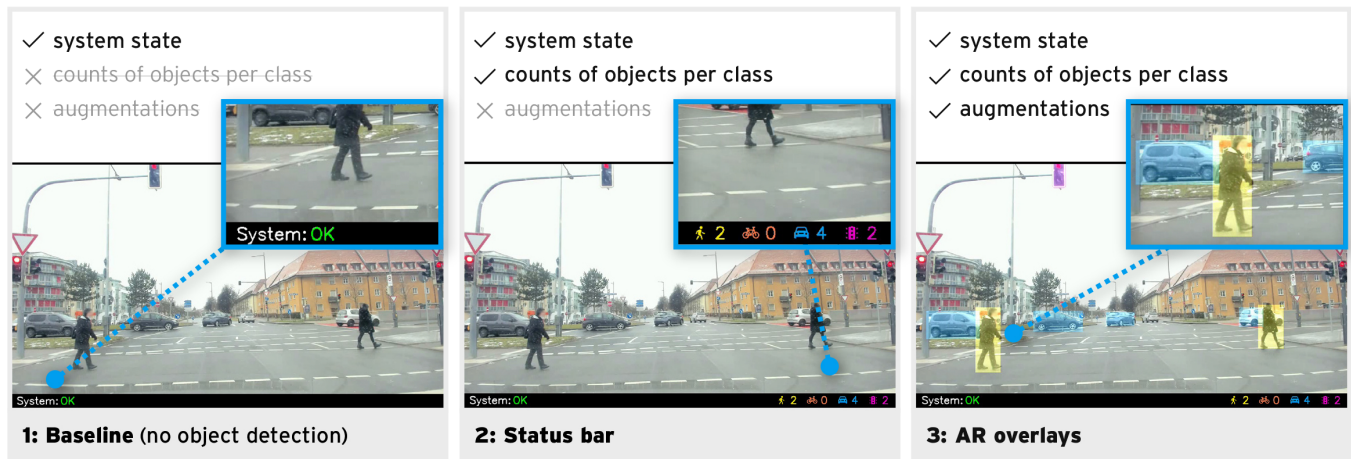 system state
counts of objects per class
augmentations
System: OK
System: OK
1: Baseline (no object detection)
system state
counts of objects per class
augmentations
2 0 4 2
System: OK 2 0 4 2
2: Status bar
system state
counts of objects per class
augmentations
System: OK 2 0 4 2
3: AR overlays